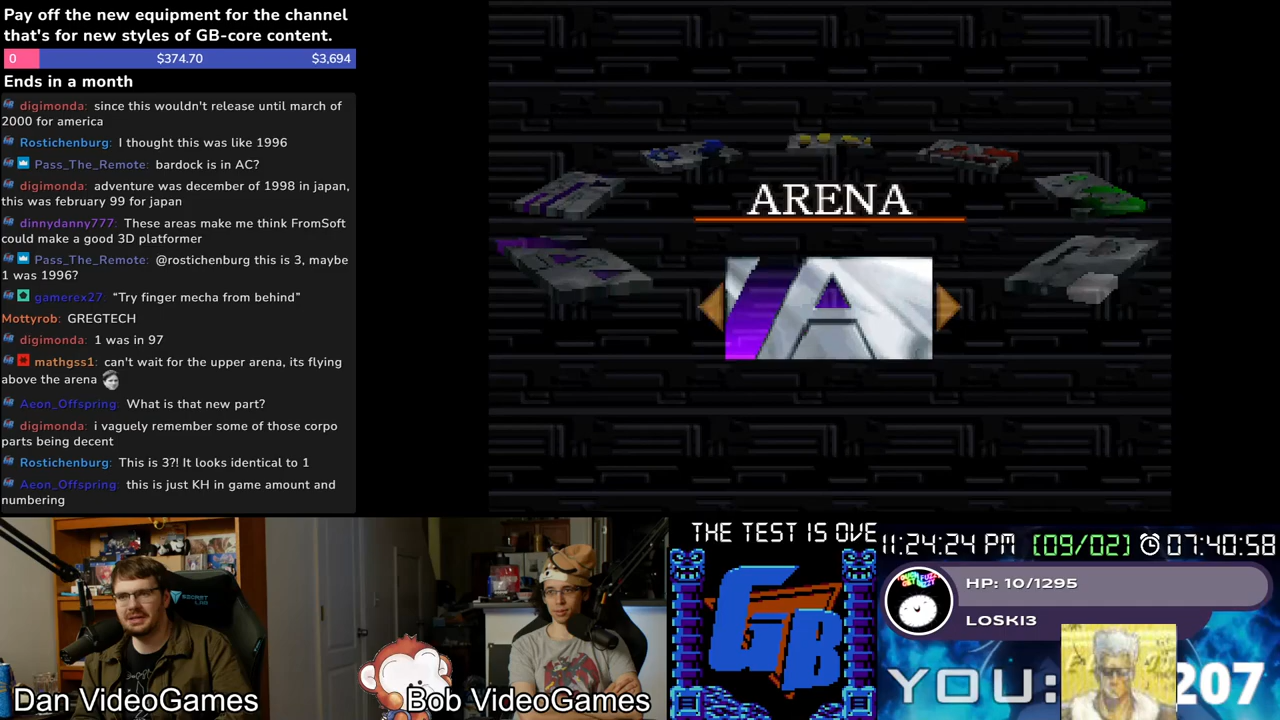 Pay off the new equipment for the channel
that's for new styles of GB-core content.
0 $374.70 $3,694
Ends in a month
digimonda: since this wouldn't release until march of
2000 for america
Rostichenburg: I thought this was like 1996
Pass_The_Remote: bardock is in AC?
digimonda: adventure was december of 1998 in japan,
this was february 99 for japan
dinnydanny777: These areas make me think FromSoft
could make a good 3D platformer
Pass_The_Remote: @rostichenburg this is 3, maybe
1 was 1996?
gamerex27: “Try finger mecha from behind”
Mottyrob: GREGTECH
digimonda: 1 was in 97
mathgss1: can't wait for the upper arena, its flying
above the arena
Aeon_Offspring: What is that new part?
digimonda: i vaguely remember some of those corpo
parts being decent
Rostichenburg: This is 3?! It looks identical to 1
Aeon_Offspring: this is just KH in game amount and
numbering
ARENA
A
Dan VideoGames
Bob VideoGames
THE TEST IS OVE
GB
11:24:24 PM [09/02] 07:40:58
HP: 10/1295
LOSKI3
YOU: 207